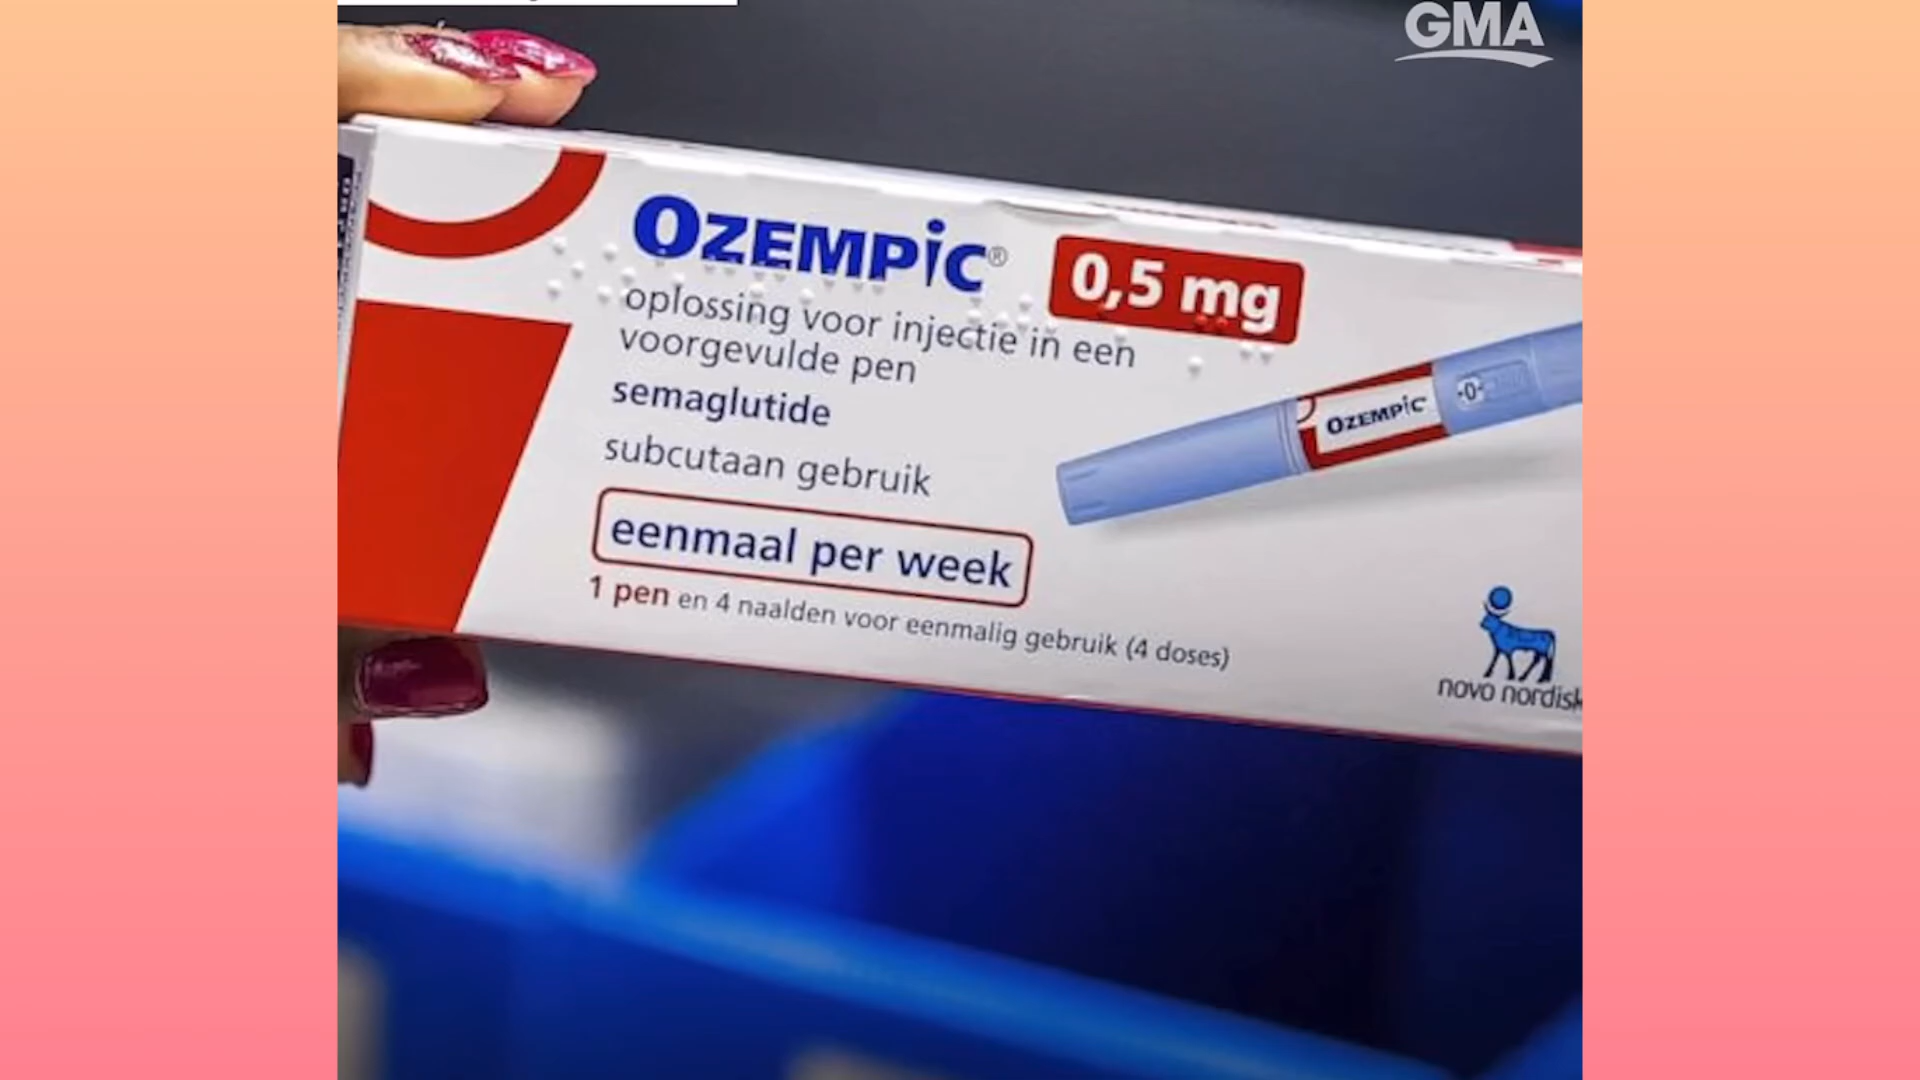 GMA
OZEMPiC® 0,5 mg
oplossing voor injectie in een
voorgevulde pen
semaglutide
subcutaan gebruik
eenmaal per week
1 pen en 4 naalden voor eenmalig gebruik (4 doses)
OZEMPiC
-0-
novo nordisk